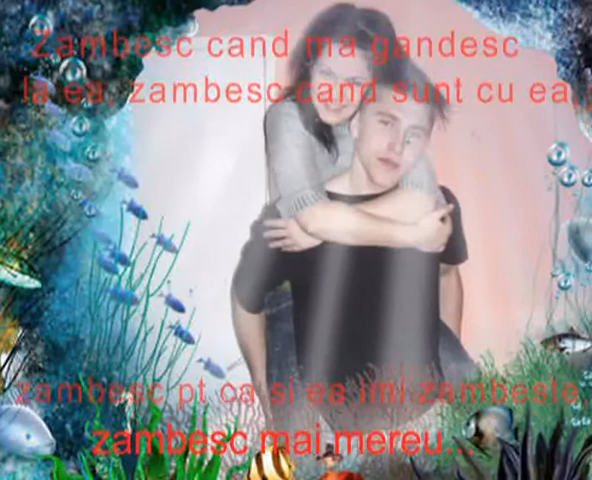 Zambesc cand ma gandesc
la ea, zambesc cand sunt cu ea,
zambesc pt ca si ea imi zambeste,
zambesc mai mereu...